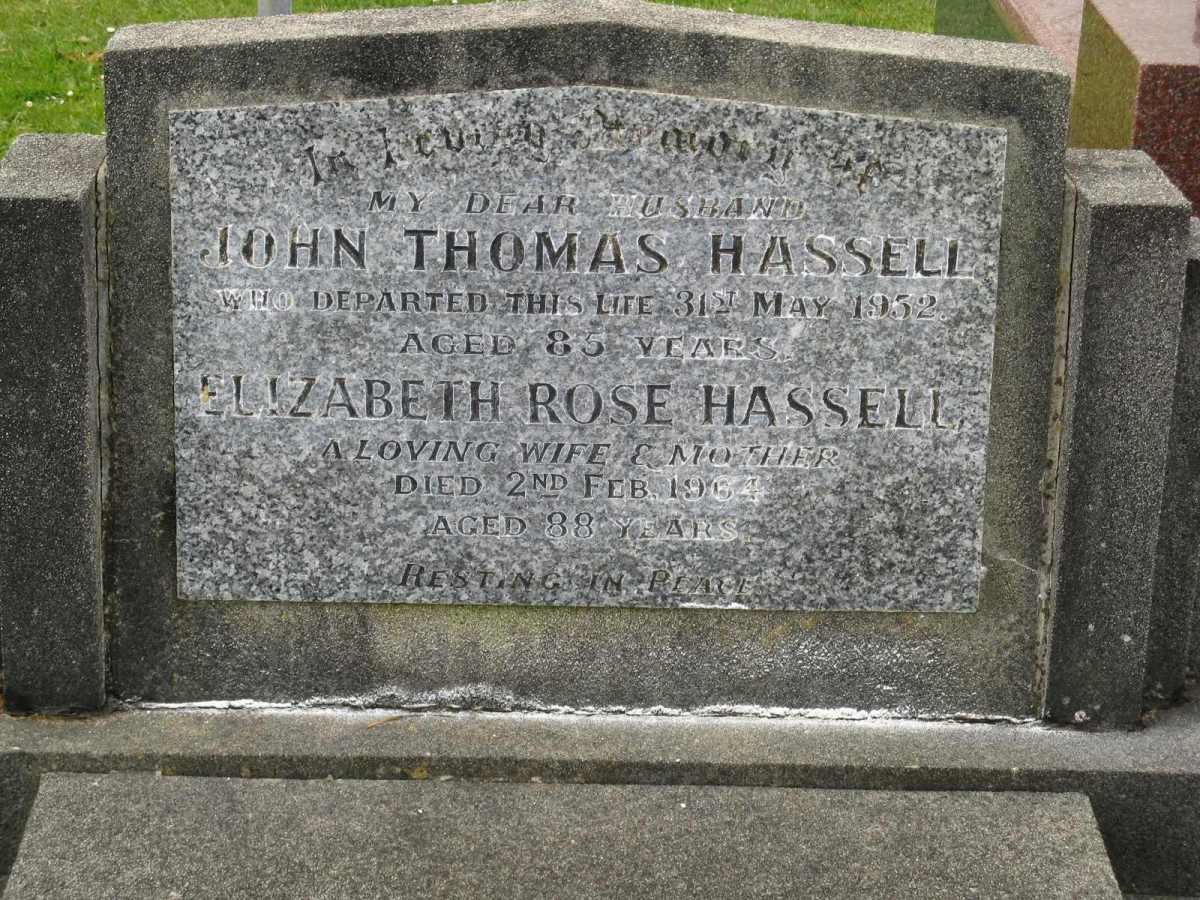 In Loving Memory of
MY DEAR HUSBAND
JOHN THOMAS HASSELL
WHO DEPARTED THIS LIFE 31ST MAY 1952.
AGED 85 YEARS.
ELIZABETH ROSE HASSELL
A LOVING WIFE & MOTHER
DIED 2ND FEB. 1964
AGED 88 YEARS.
RESTING IN PEACE